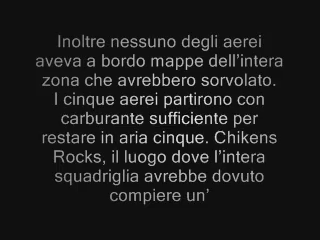 Inoltre nessuno degli aerei
aveva a bordo mappe dell’intera
zona che avrebbero sorvolato.
I cinque aerei partirono con
carburante sufficiente per
restare in aria cinque. Chikens
Rocks, il luogo dove l’intera
squadriglia avrebbe dovuto
compiere un’